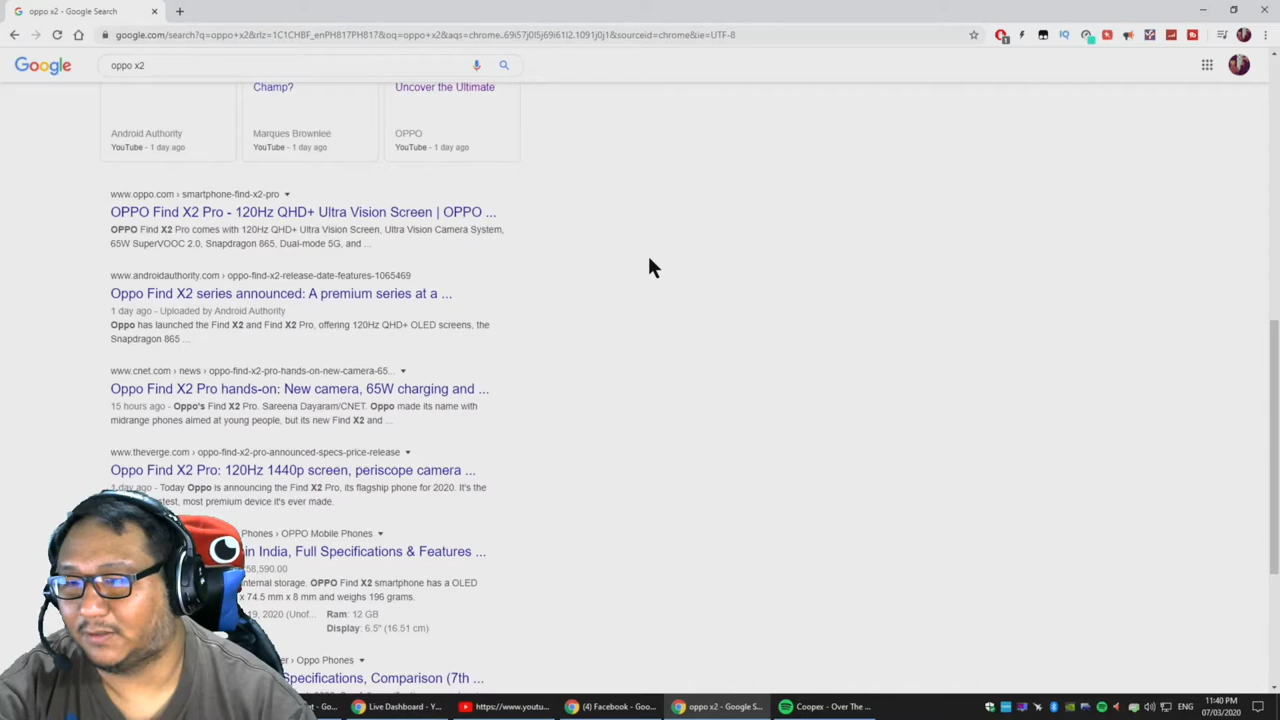 oppo x2 - Google Search
google.com/search?q=oppo+x2&rlz=1C1CHBF_enPH817PH817&oq=oppo+x2&aqs=chrome..69i57j0l5j69i61l2.1091j0j1&sourceid=chrome&ie=UTF-8
Google
oppo x2
Champ?
Uncover the Ultimate
Android Authority
Marques Brownlee
OPPO
YouTube - 1 day ago
YouTube - 1 day ago
YouTube - 1 day ago
www.oppo.com › smartphone-find-x2-pro
OPPO Find X2 Pro - 120Hz QHD+ Ultra Vision Screen | OPPO ...
OPPO Find X2 Pro comes with 120Hz QHD+ Ultra Vision Screen, Ultra Vision Camera System,
65W SuperVOOC 2.0, Snapdragon 865, Dual-mode 5G, and ...
www.androidauthority.com › oppo-find-x2-release-date-features-1065469
Oppo Find X2 series announced: A premium series at a ...
1 day ago - Uploaded by Android Authority
Oppo has launched the Find X2 and Find X2 Pro, offering 120Hz QHD+ OLED screens, the
Snapdragon 865 ...
www.cnet.com › news › oppo-find-x2-pro-hands-on-new-camera-65...
Oppo Find X2 Pro hands-on: New camera, 65W charging and ...
15 hours ago - Oppo's Find X2 Pro. Sareena Dayaram/CNET. Oppo made its name with
midrange phones aimed at young people, but its new Find X2 and ...
www.theverge.com › oppo-find-x2-pro-announced-specs-price-release
Oppo Find X2 Pro: 120Hz 1440p screen, periscope camera ...
1 day ago - Today Oppo is announcing the Find X2 Pro, its flagship phone for 2020. It's the
most premium device it's ever made.
Phones › OPPO Mobile Phones
in India, Full Specifications & Features ...
58,590.00
internal storage. OPPO Find X2 smartphone has a OLED
x 74.5 mm x 8 mm and weighs 196 grams.
19, 2020 (Unof...
Ram: 12 GB
Display: 6.5" (16.51 cm)
› Oppo Phones
Specifications, Comparison (7th ...
Live Dashboard - Y...
https://www.youtu...
(4) Facebook - Goo...
oppo x2 - Google S...
Coopex - Over The ...
ENG
11:40 PM
07/03/2020